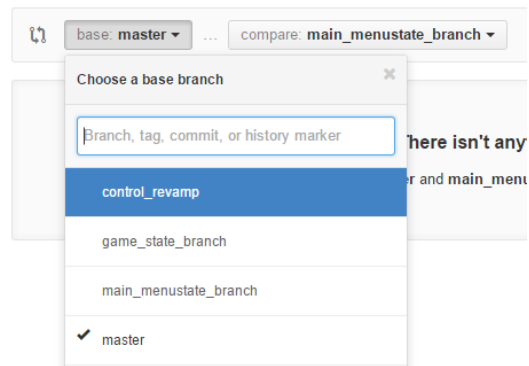 base: master ... compare: main_menustate_branch
Choose a base branch
Branch, tag, commit, or history marker
here isn't any
and main_menu
control_revamp
game_state_branch
main_menustate_branch
master